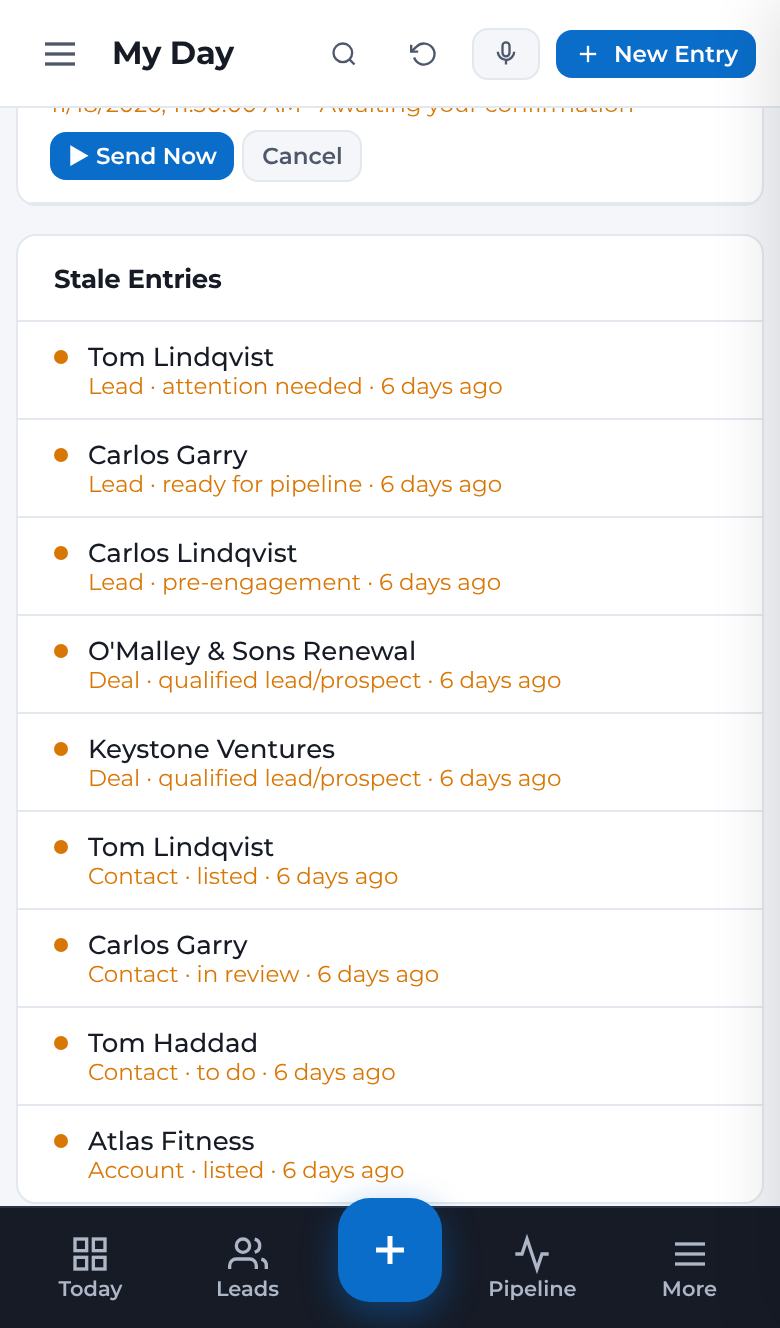 My Day
New Entry
Awaiting your confirmation
Send Now
Cancel
Stale Entries
Tom Lindqvist
Lead · attention needed · 6 days ago
Carlos Garry
Lead · ready for pipeline · 6 days ago
Carlos Lindqvist
Lead · pre-engagement · 6 days ago
O'Malley & Sons Renewal
Deal · qualified lead/prospect · 6 days ago
Keystone Ventures
Deal · qualified lead/prospect · 6 days ago
Tom Lindqvist
Contact · listed · 6 days ago
Carlos Garry
Contact · in review · 6 days ago
Tom Haddad
Contact · to do · 6 days ago
Atlas Fitness
Account · listed · 6 days ago
Today
Leads
Pipeline
More